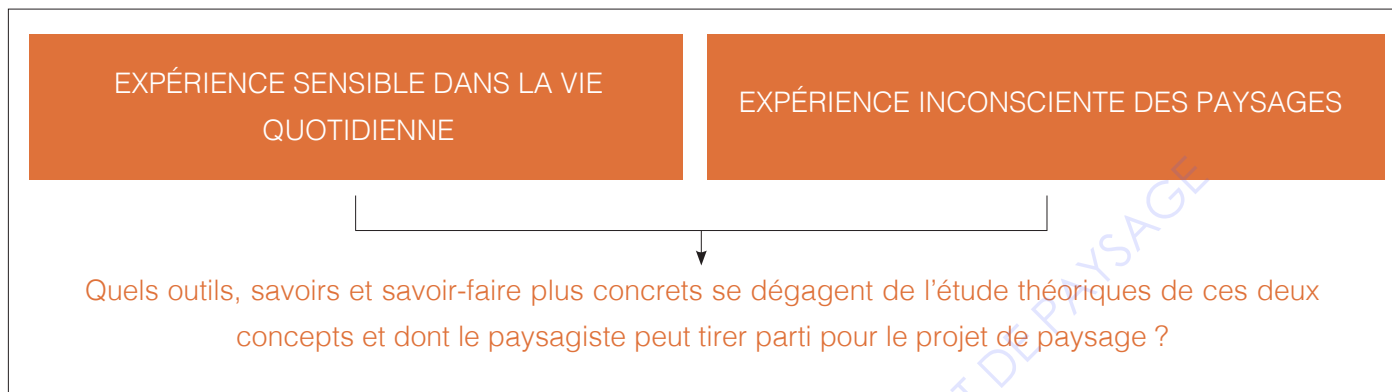 EXPÉRIENCE SENSIBLE DANS LA VIE
QUOTIDIENNE
EXPÉRIENCE INCONSCIENTE DES PAYSAGES
Quels outils, savoirs et savoir-faire plus concrets se dégagent de l’étude théoriques de ces deux
concepts et dont le paysagiste peut tirer parti pour le projet de paysage ?
T DE PAYSAGE